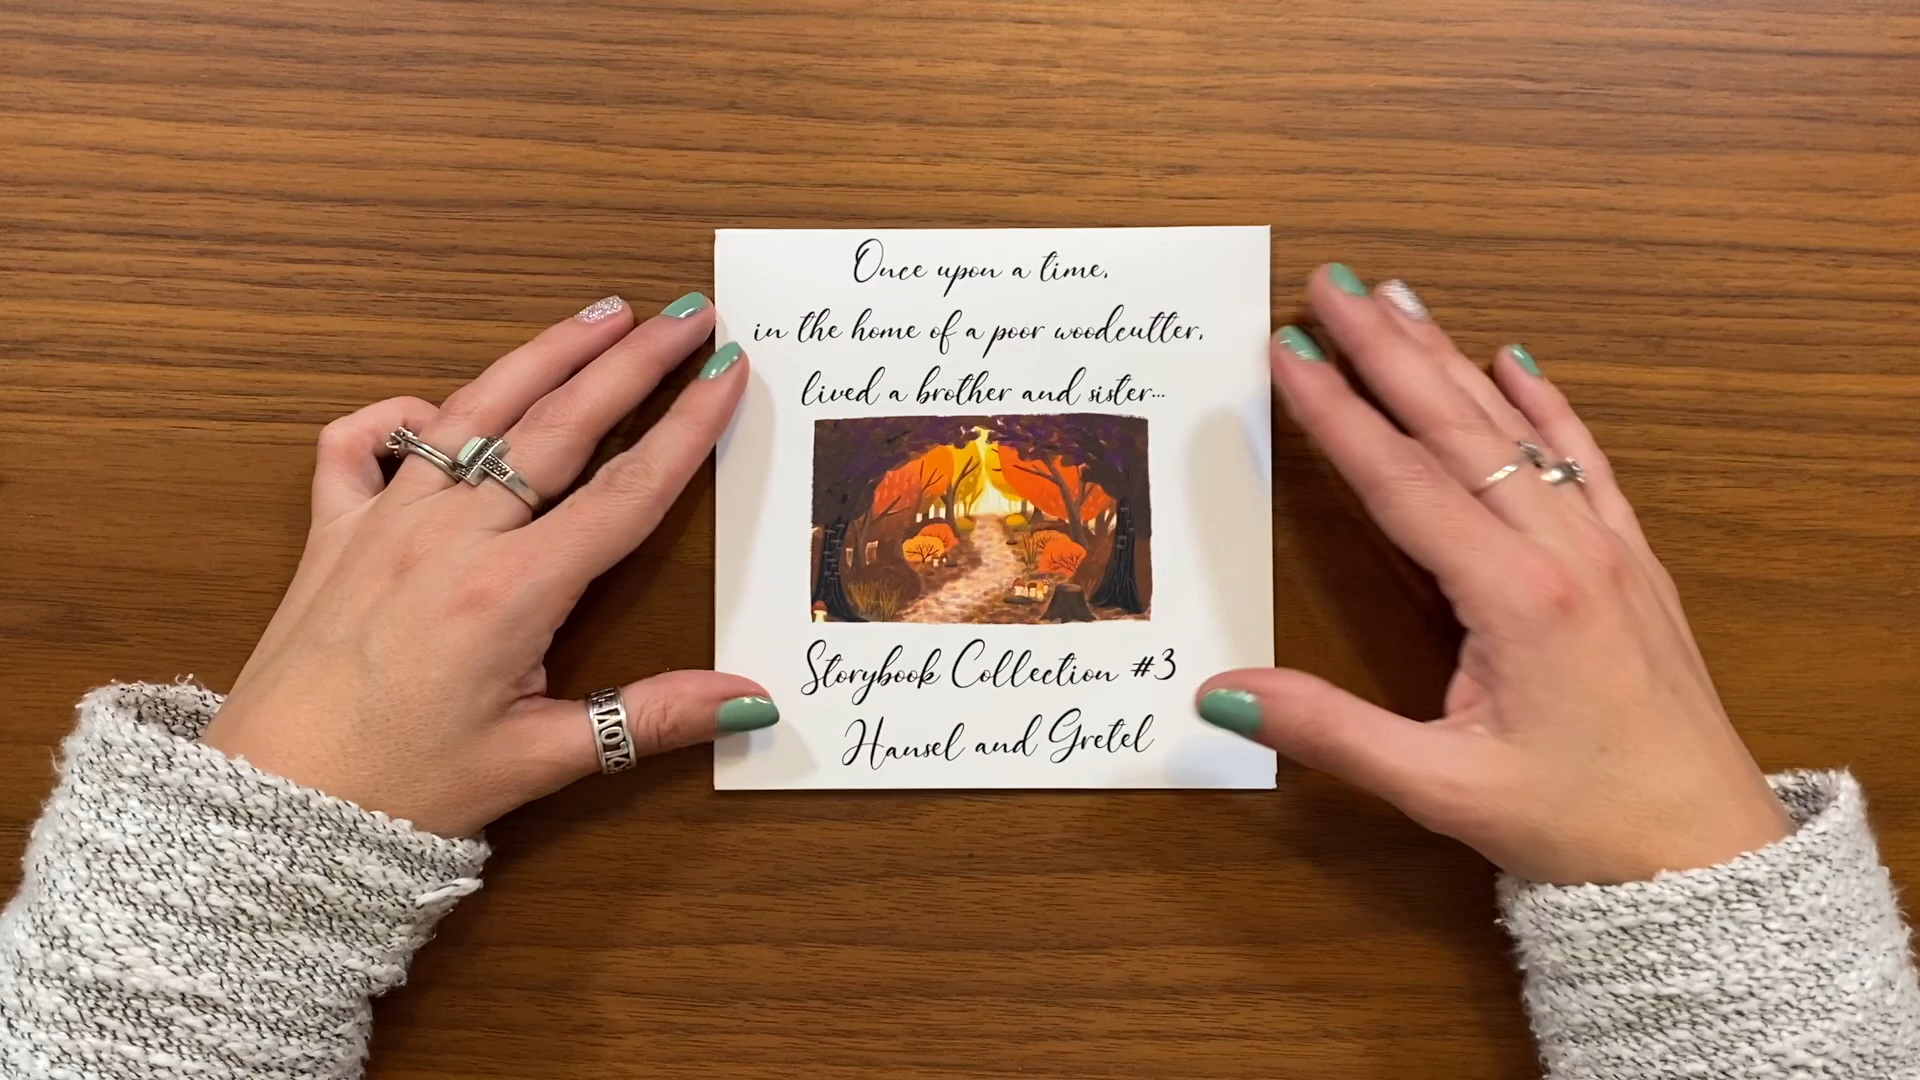 Once upon a time,
in the home of a poor woodcutter,
lived a brother and sister...
Storybook Collection #3
Hansel and Gretel
LOVE